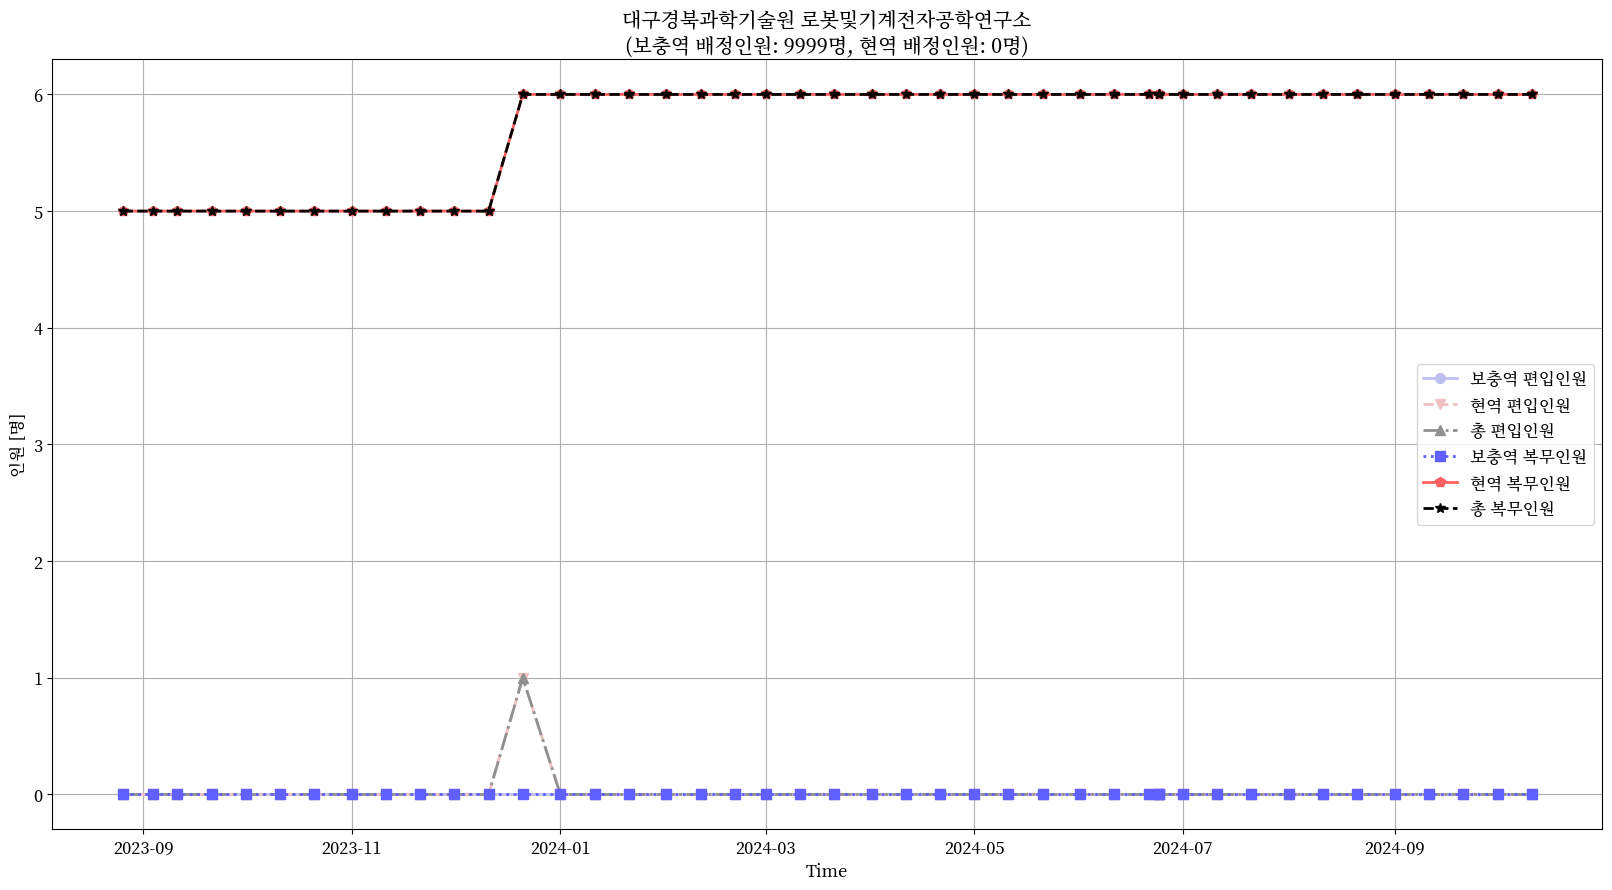 대구경북과학기술원 로봇및기계전자공학연구소
(보충역 배정인원: 9999명, 현역 배정인원: 0명)
인원 [명]
6
5
4
3
2
1
0
보충역 편입인원
현역 편입인원
총 편입인원
보충역 복무인원
현역 복무인원
총 복무인원
2023-09
2023-11
2024-01
2024-03
2024-05
2024-07
2024-09
Time